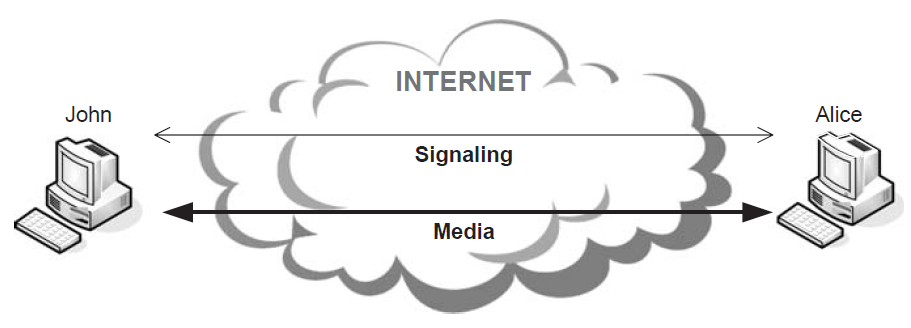 INTERNET
John
Alice
Signaling
Media